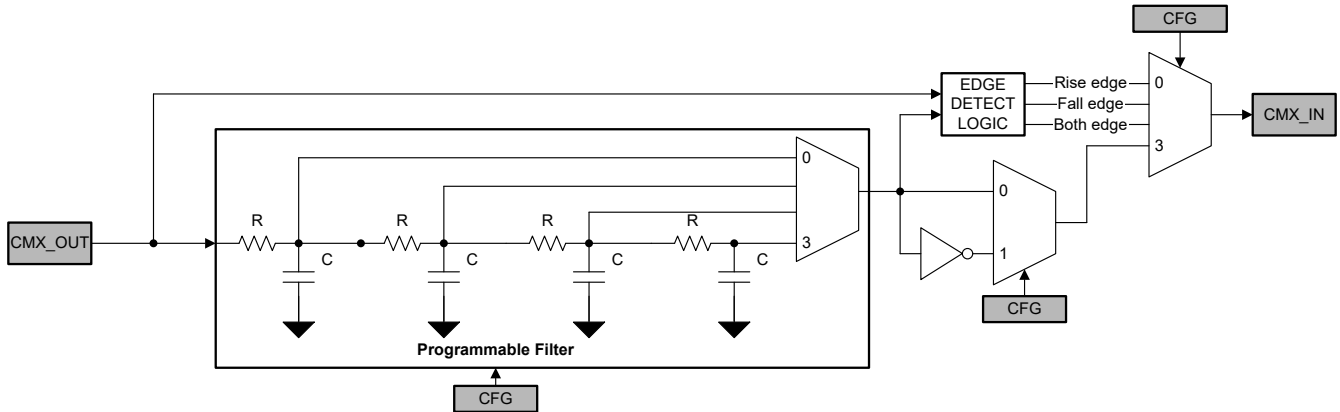 CFG
EDGE
DETECT
LOGIC
Rise edge
Fall edge
Both edge
0
3
CMX_IN
0
3
0
1
CMX_OUT
R
R
R
R
C
C
C
C
Programmable Filter
CFG
CFG